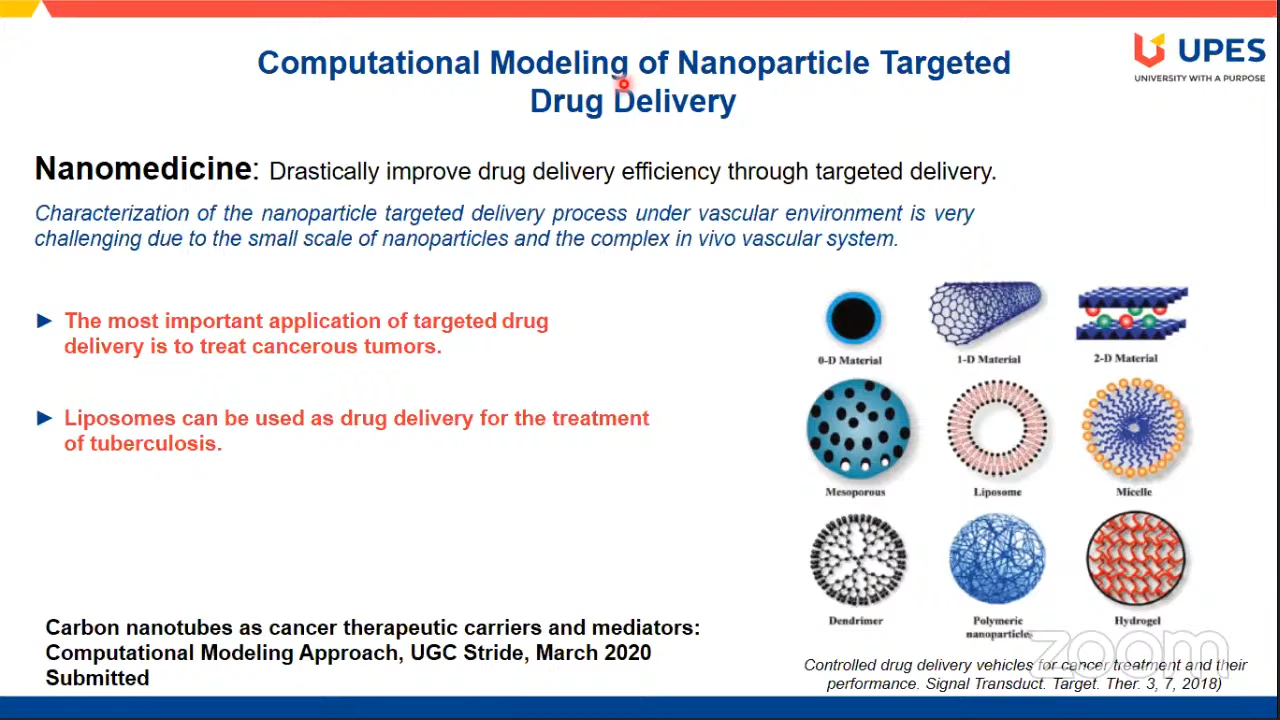 Computational Modeling of Nanoparticle Targeted
Drug Delivery
UPES
UNIVERSITY WITH A PURPOSE
Nanomedicine: Drastically improve drug delivery efficiency through targeted delivery.
Characterization of the nanoparticle targeted delivery process under vascular environment is very
challenging due to the small scale of nanoparticles and the complex in vivo vascular system.
► The most important application of targeted drug
delivery is to treat cancerous tumors.
► Liposomes can be used as drug delivery for the treatment
of tuberculosis.
0-D Material
1-D Material
2-D Material
Mesoporous
Liposome
Micelle
Dendrimer
Polymeric
nanoparticles
Hydrogel
Carbon nanotubes as cancer therapeutic carriers and mediators:
Computational Modeling Approach, UGC Stride, March 2020
Submitted
Controlled drug delivery vehicles for cancer treatment and their
performance. Signal Transduct. Target. Ther. 3, 7, 2018)
zoom